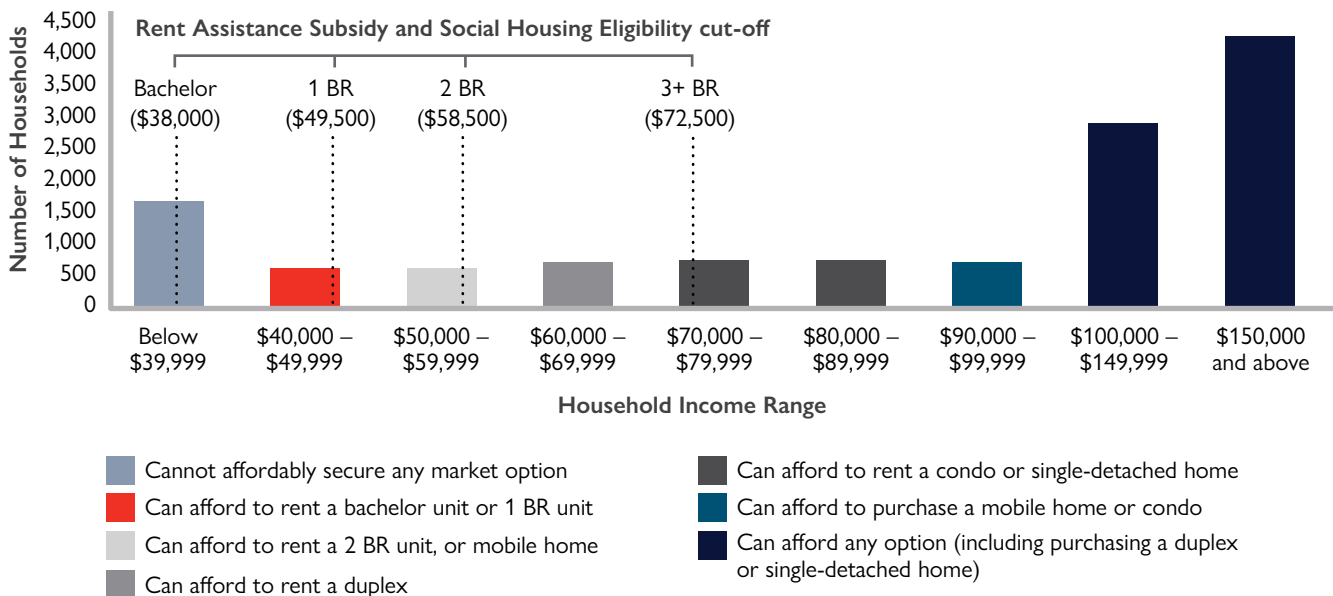 Number of Households
4,500
4,000
3,500
3,000
2,500
2,000
1,500
1,000
500
0
Rent Assistance Subsidy and Social Housing Eligibility cut-off
Bachelor
($38,000)
1 BR
($49,500)
2 BR
($58,500)
3+ BR
($72,500)
Below
$39,999
$40,000 –
$49,999
$50,000 –
$59,999
$60,000 –
$69,999
$70,000 –
$79,999
$80,000 –
$89,999
$90,000 –
$99,999
$100,000 –
$149,999
$150,000
and above
Household Income Range
Cannot affordably secure any market option
Can afford to rent a bachelor unit or 1 BR unit
Can afford to rent a 2 BR unit, or mobile home
Can afford to rent a duplex
Can afford to rent a condo or single-detached home
Can afford to purchase a mobile home or condo
Can afford any option (including purchasing a duplex
or single-detached home)